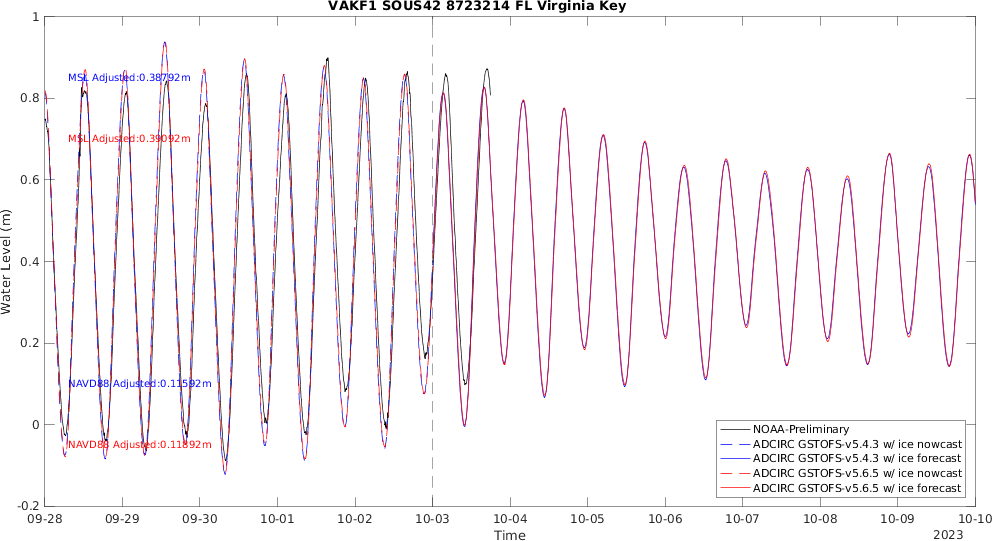 VAKF1 SOUS42 8723214 FL Virginia Key
1
0.8
0.6
0.4
0.2
0
-0.2
Water Level (m)
MSL Adjusted:0.38792m
MSL Adjusted:0.39092m
NAVD88 Adjusted:0.11592m
NAVD88 Adjusted:0.11892m
NOAA-Preliminary
ADCIRC GSTOFS-v5.4.3 w/ ice nowcast
ADCIRC GSTOFS-v5.4.3 w/ ice forecast
ADCIRC GSTOFS-v5.6.5 w/ ice nowcast
ADCIRC GSTOFS-v5.6.5 w/ ice forecast
09-28 09-29 09-30 10-01 10-02 10-03 10-04 10-05 10-06 10-07 10-08 10-09 10-10
Time
2023